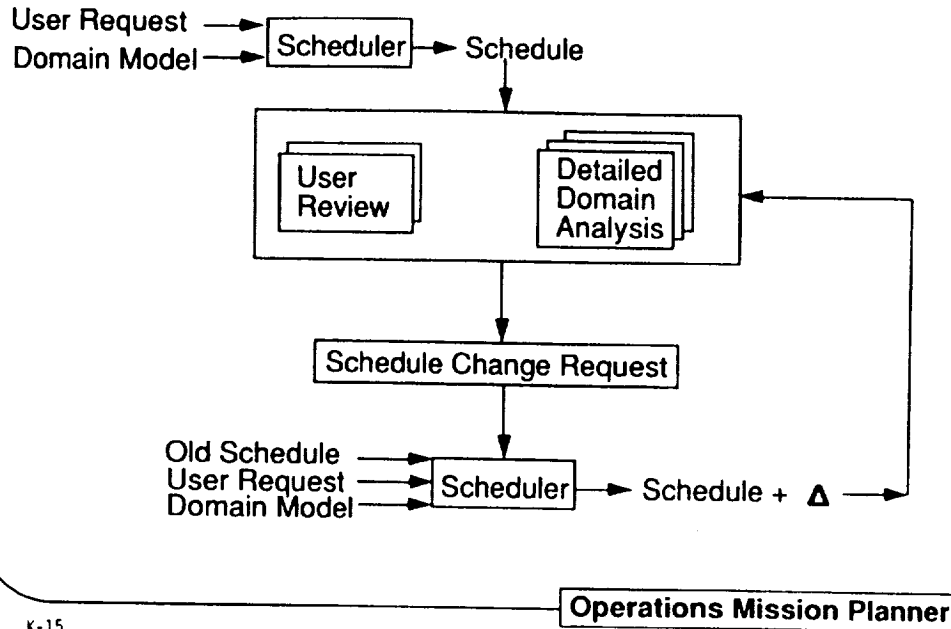 User Request
Domain Model
Scheduler
Schedule
User
Review
Detailed
Domain
Analysis
Schedule Change Request
Old Schedule
User Request
Domain Model
Scheduler
Schedule + Δ
Operations Mission Planner
K-15